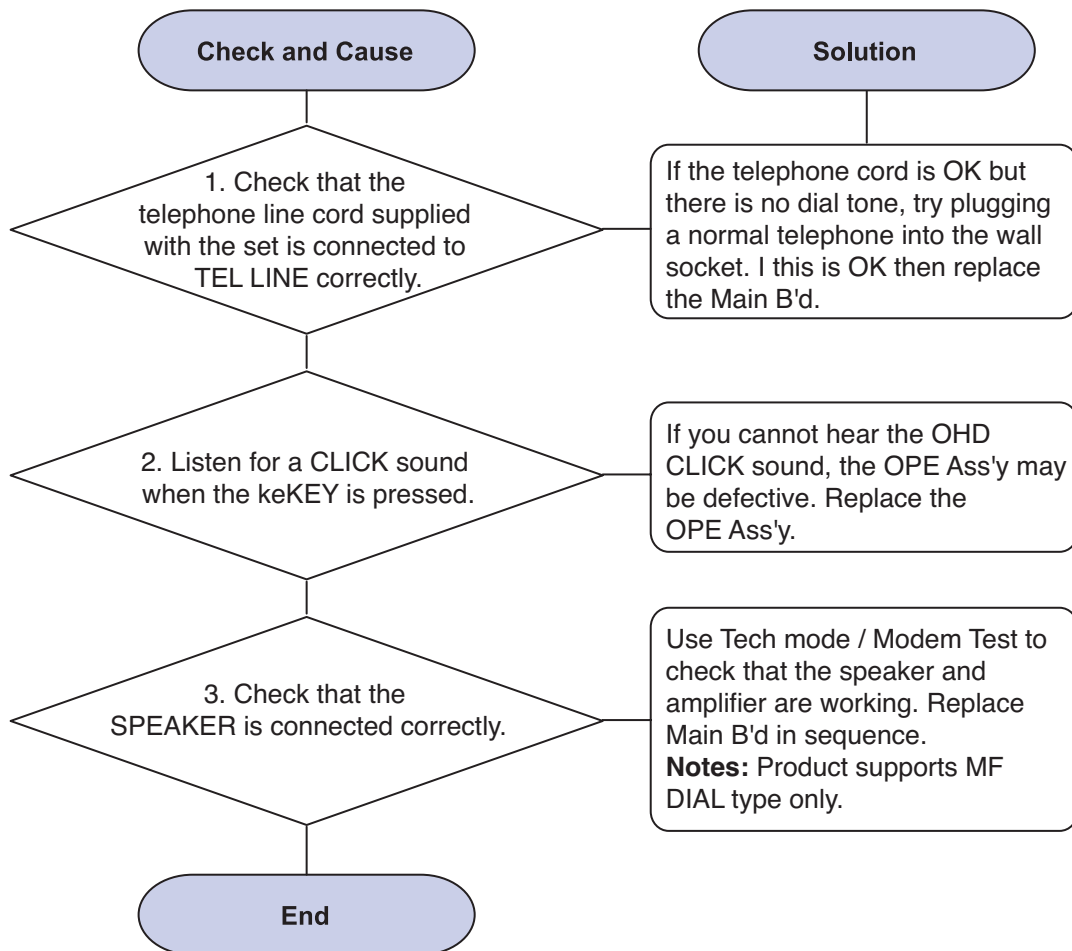 Check and Cause
Solution
1. Check that the
telephone line cord supplied
with the set is connected to
TEL LINE correctly.
If the telephone cord is OK but
there is no dial tone, try plugging
a normal telephone into the wall
socket. I this is OK then replace
the Main B'd.
2. Listen for a CLICK sound
when the keKEY is pressed.
If you cannot hear the OHD
CLICK sound, the OPE Ass'y may
be defective. Replace the
OPE Ass'y.
3. Check that the
SPEAKER is connected correctly.
Use Tech mode / Modem Test to
check that the speaker and
amplifier are working. Replace
Main B'd in sequence.
Notes: Product supports MF
DIAL type only.
End